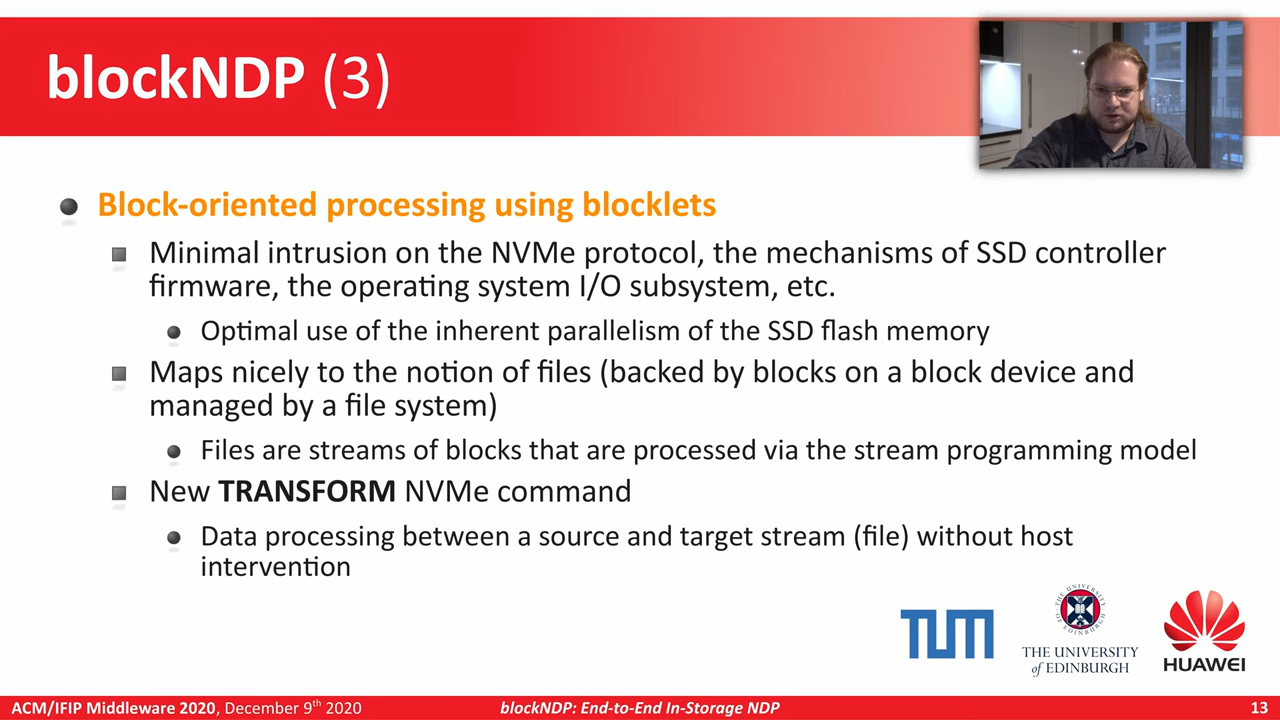 blockNDP (3)
Block-oriented processing using blocklets
Minimal intrusion on the NVMe protocol, the mechanisms of SSD controller
firmware, the operating system I/O subsystem, etc.
Optimal use of the inherent parallelism of the SSD flash memory
Maps nicely to the notion of files (backed by blocks on a block device and
managed by a file system)
Files are streams of blocks that are processed via the stream programming model
New TRANSFORM NVMe command
Data processing between a source and target stream (file) without host
intervention
TUM
THE UNIVERSITY OF EDINBURGH
THE UNIVERSITY
of EDINBURGH
HUAWEI
ACM/IFIP Middleware 2020, December 9th 2020
blockNDP: End-to-End In-Storage NDP
13